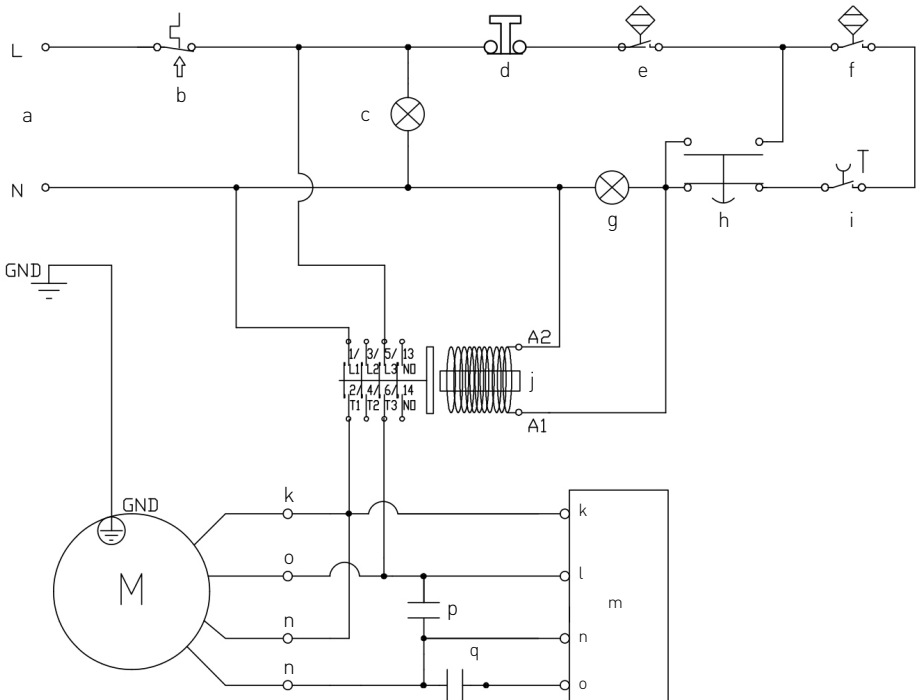 L
b
a
c
d
e
f
N
g
h
i
GND
A2
1/ 3/ 5/ 13
L1 L2 L3 NO
j
2/ 4/ 6/ 14
T1 T2 T3 NO
A1
GND
k
k
o
l
M
m
p
n
n
q
n
o